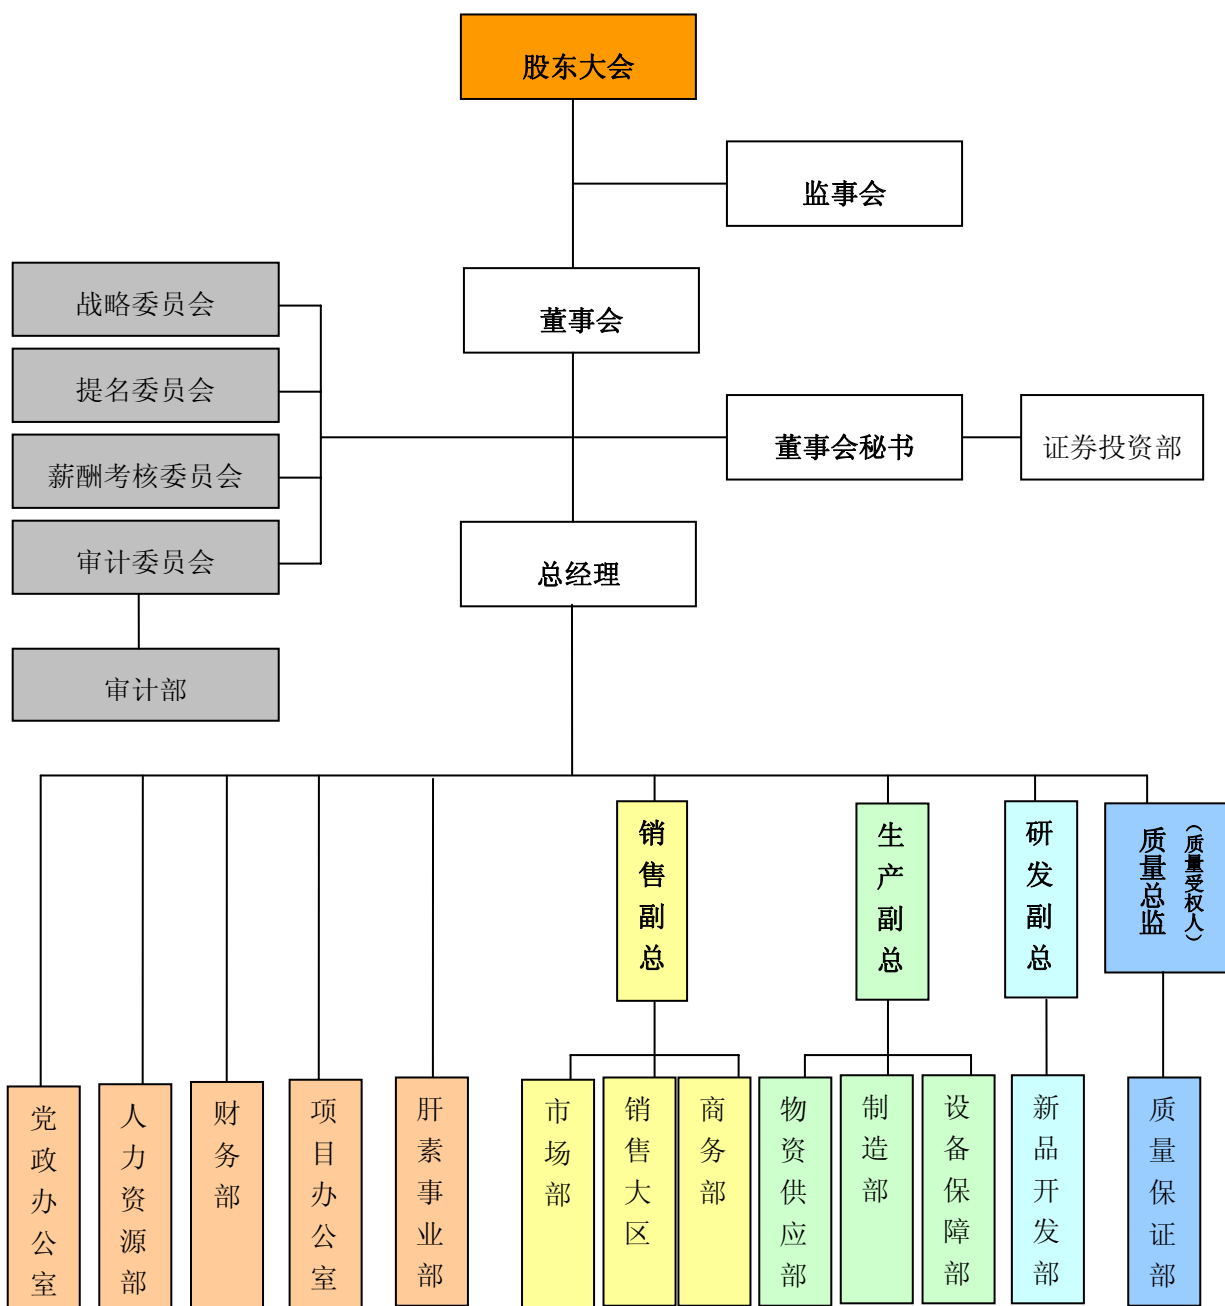 股东大会
监事会
战略委员会
董事会
提名委员会
董事会秘书
证券投资部
薪酬考核委员会
审计委员会
总经理
审计部
销售副总
生产副总
研发副总
质量总监
（质量受权人）
党政办公室
人力资源部
财务部
项目办公室
肝素事业部
市场部
销售大区
商务部
物资供应部
制造部
设备保障部
新品开发部
质量保证部